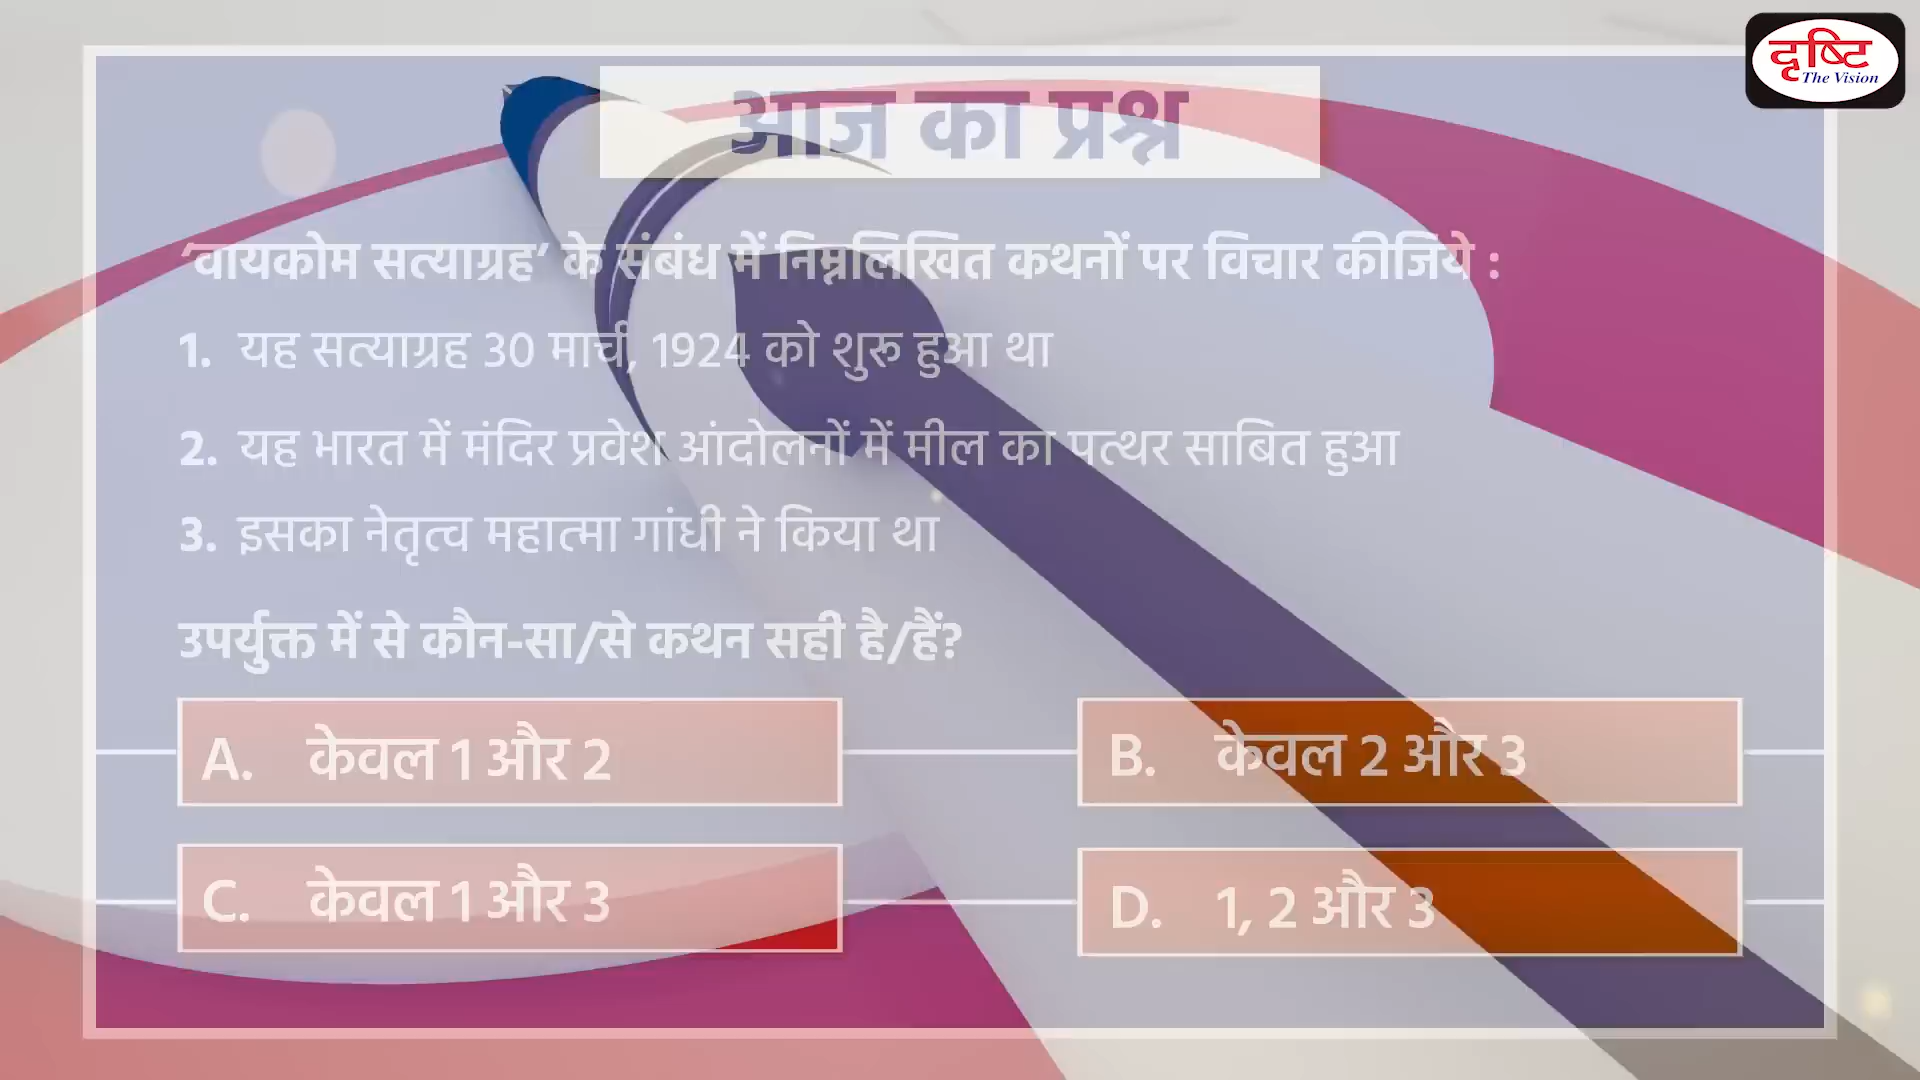 दृष्टि
The Vision
आज का प्रश्न
‘वायकोम सत्याग्रह’ के संबंध में निम्नलिखित कथनों पर विचार कीजिये :
1. यह सत्याग्रह 30 मार्च, 1924 को शुरू हुआ था
2. यह भारत में मंदिर प्रवेश आंदोलनों में मील का पत्थर साबित हुआ
3. इसका नेतृत्व महात्मा गांधी ने किया था
उपर्युक्त में से कौन-सा/से कथन सही है/हैं?
A. केवल 1 और 2
B. केवल 2 और 3
C. केवल 1 और 3
D. 1, 2 और 3